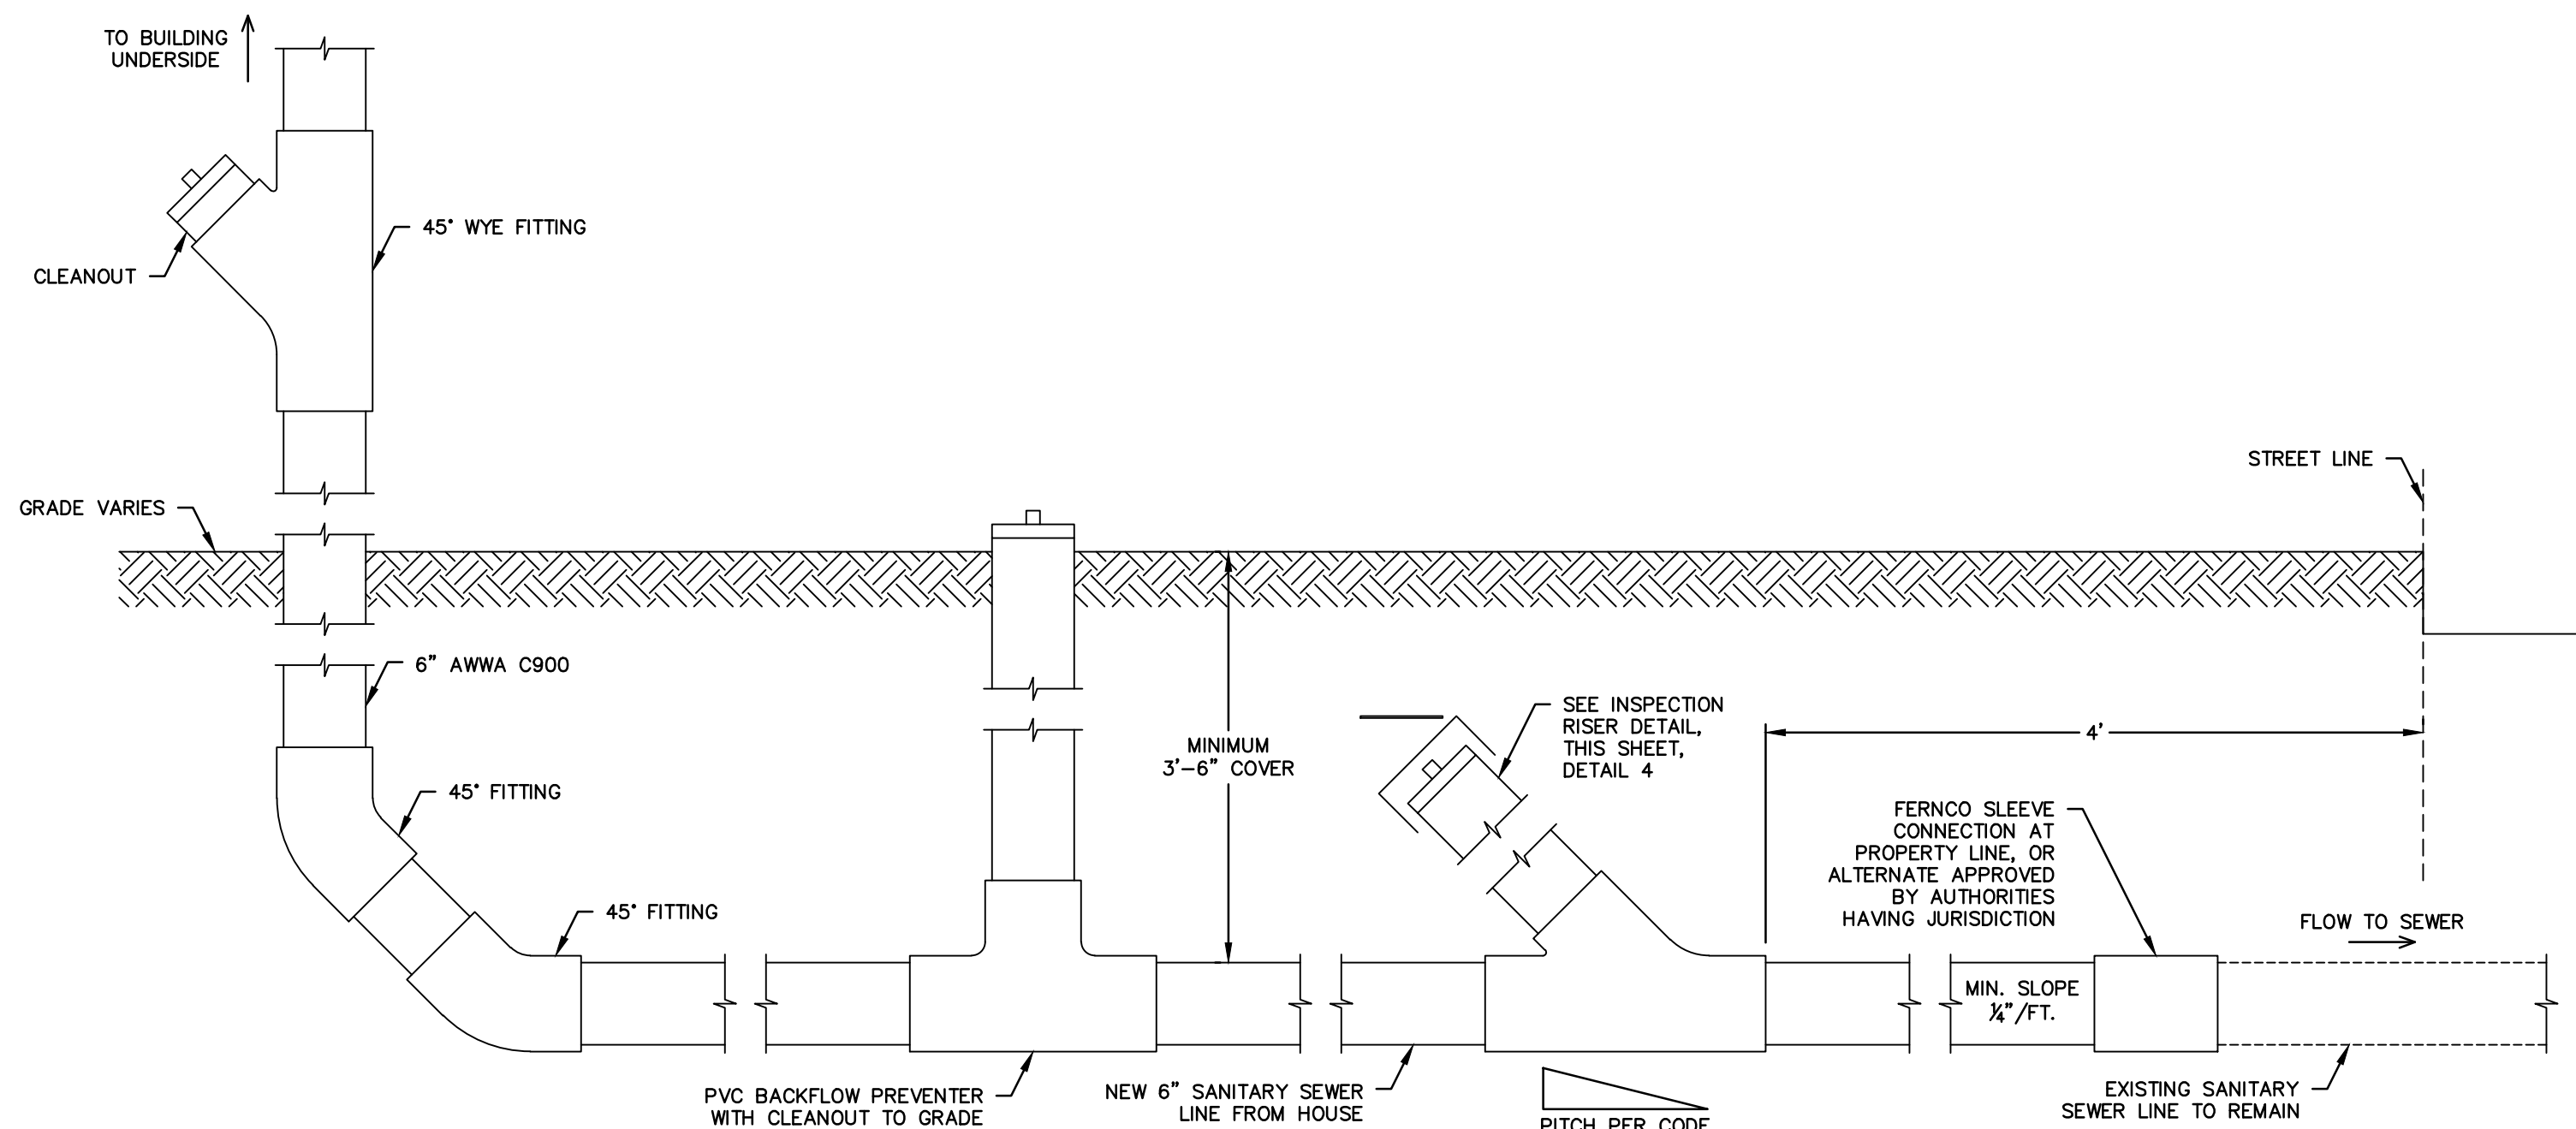 TO BUILDING
UNDERSIDE
45° WYE FITTING
CLEANOUT
STREET LINE
GRADE VARIES
6” AWWA C900
SEE INSPECTION
RISER DETAIL,
THIS SHEET,
DETAIL 4
4'
MINIMUM
3'-6” COVER
45° FITTING
FERNCO SLEEVE
CONNECTION AT
PROPERTY LINE, OR
ALTERNATE APPROVED
BY AUTHORITIES
HAVING JURISDICTION
45° FITTING
FLOW TO SEWER
MIN. SLOPE
¼”/FT.
PVC BACKFLOW PREVENTER
WITH CLEANOUT TO GRADE
NEW 6” SANITARY SEWER
LINE FROM HOUSE
PITCH PER CODE
EXISTING SANITARY
SEWER LINE TO REMAIN